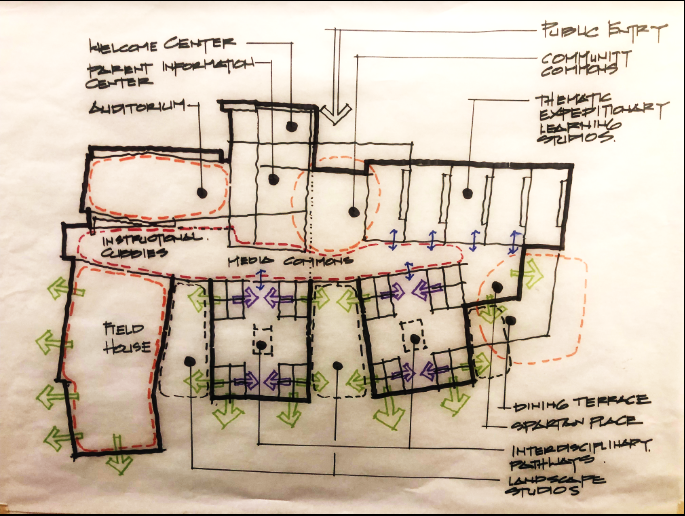 WELCOME CENTER
PARENT INFORMATION
CENTER
AUDITORIUM
PUBLIC ENTRY
COMMUNITY
COMMONS
THEMATIC
EXPEDITIONARY
LEARNING
STUDIOS.
INSTRUCTIONAL
CUBBIES
MEDIA COMMONS
FIELD
HOUSE
DINING TERRACE
SPARTAN PLACE
INTERDISCIPLINARY
PATHWAYS
LANDSCAPE
STUDIOS